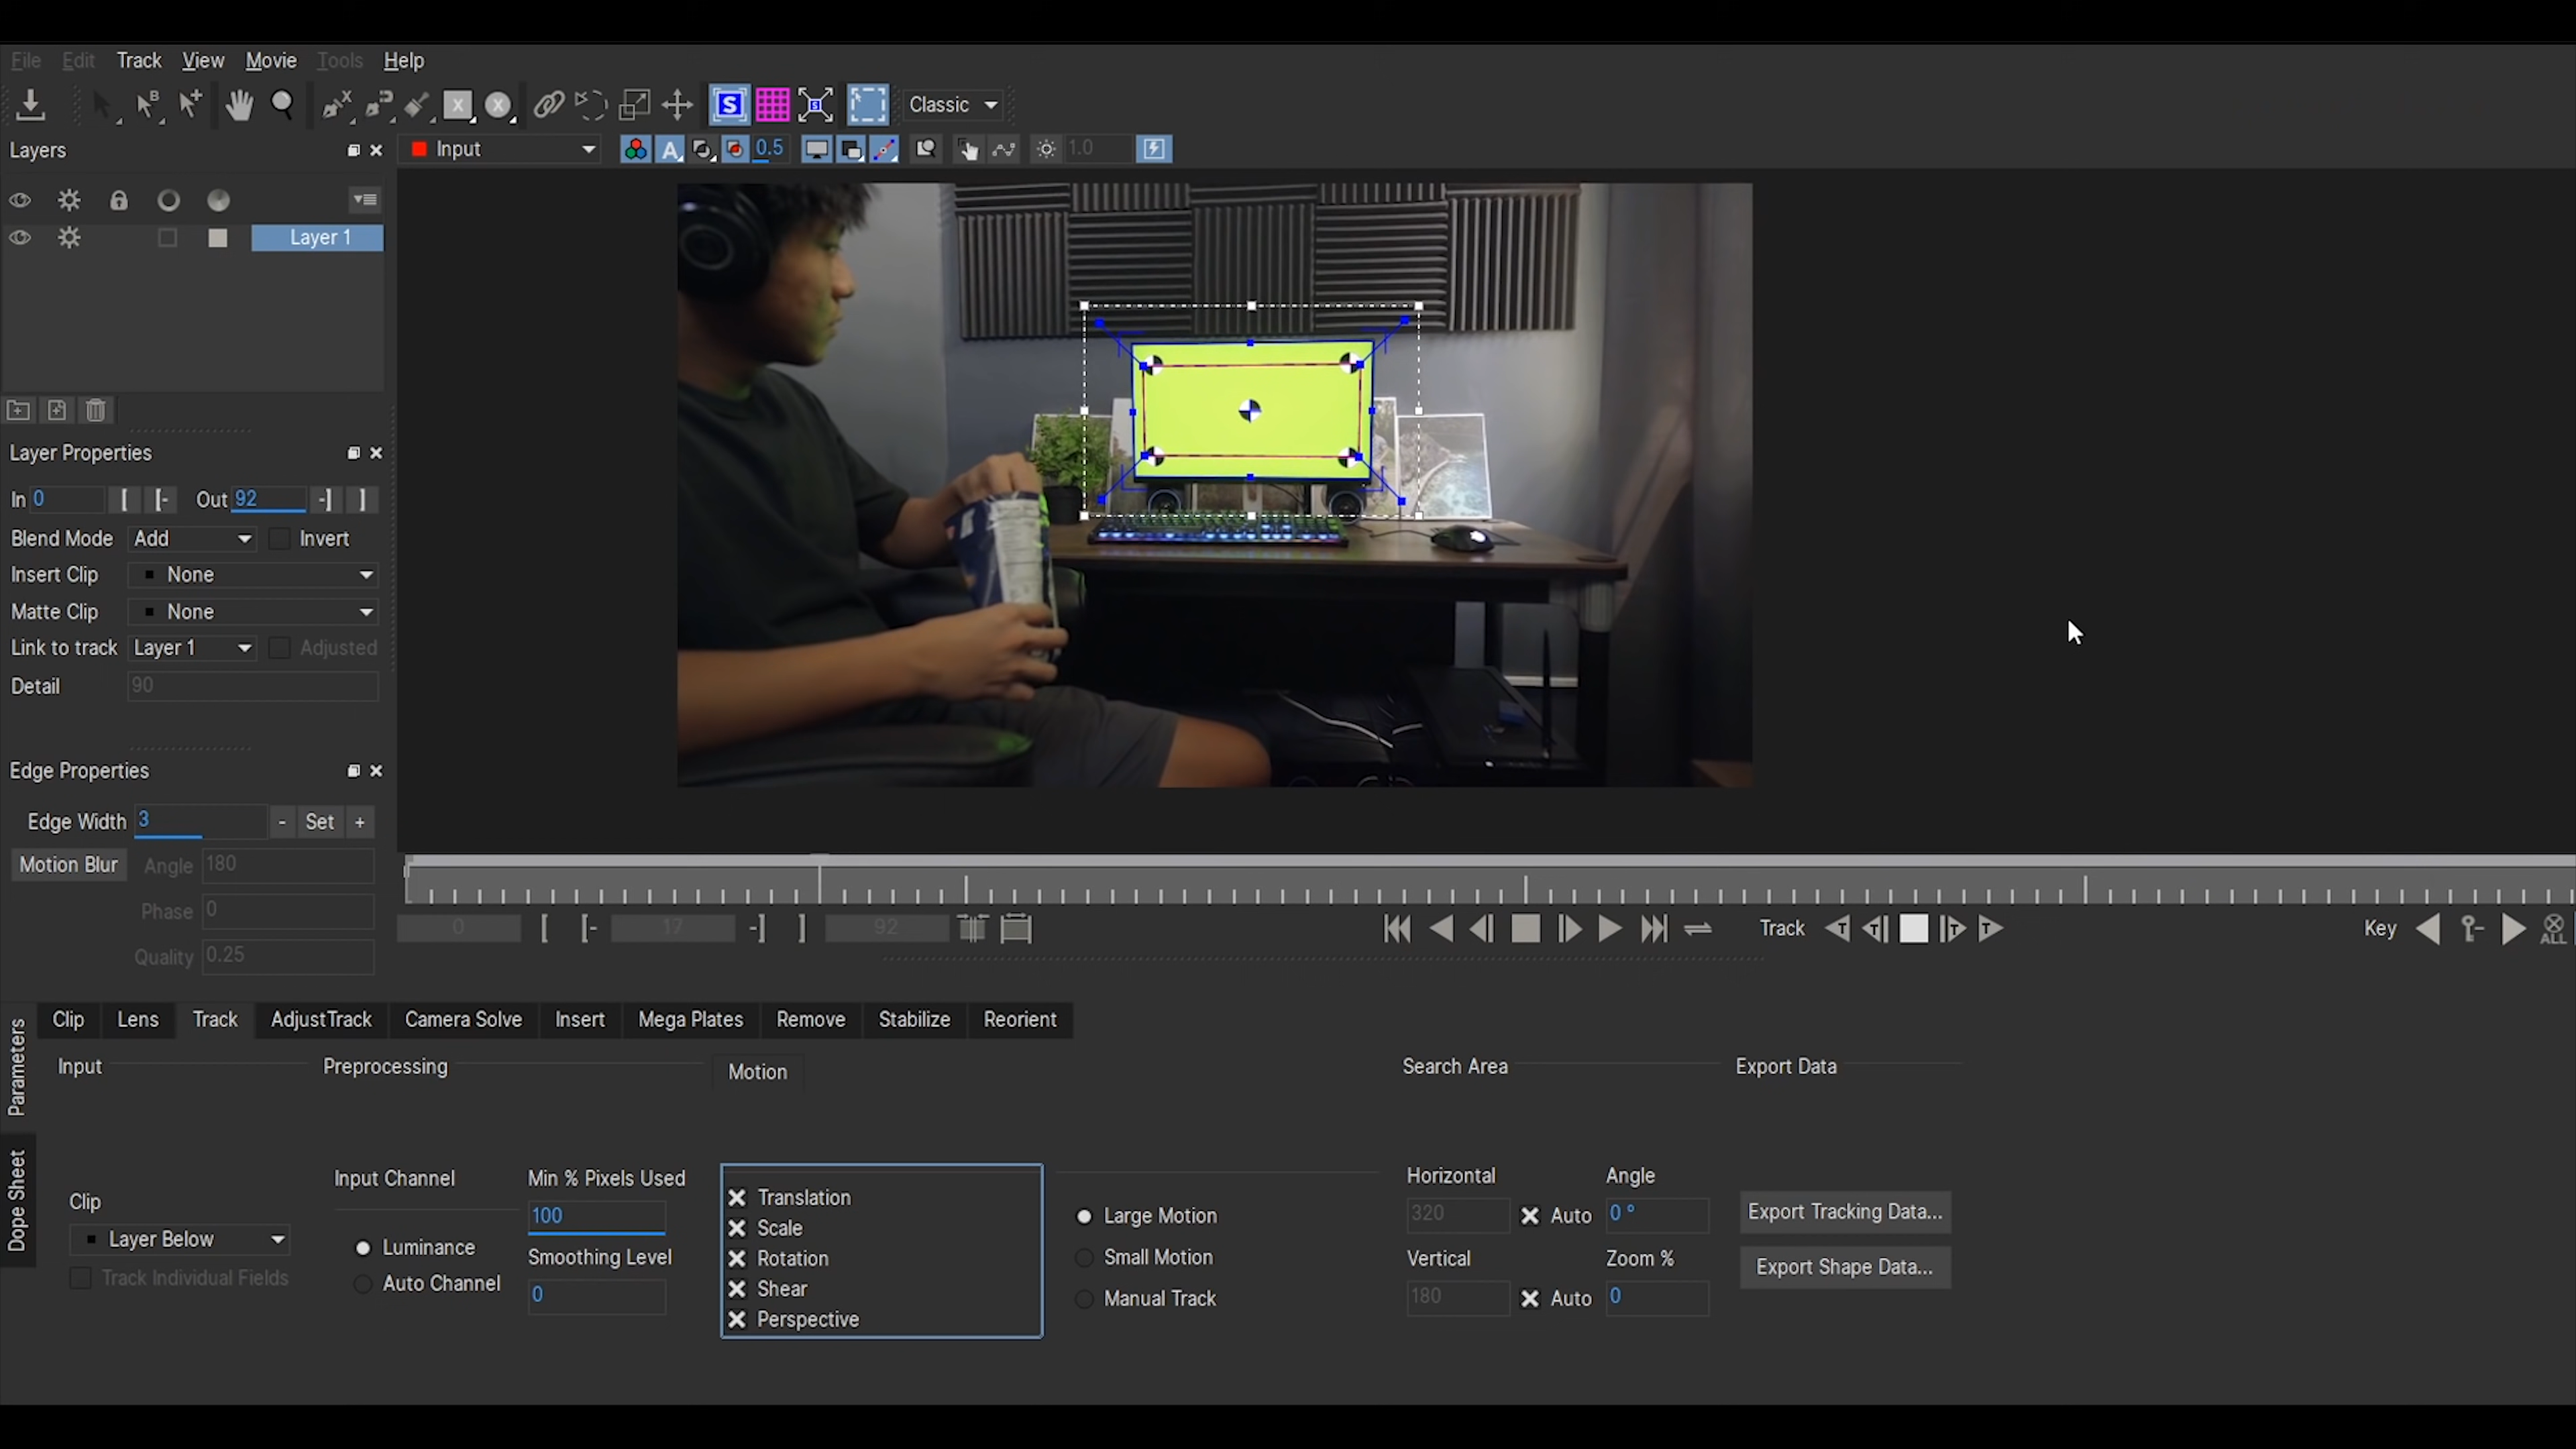 File Edit Track View Movie Tools Help
Classic
Layers
Input
A
0.5
1.0
Layer 1
Layer Properties
In 0 [ [- Out 92 -] ]
Blend Mode Add Invert
Insert Clip None
Matte Clip None
Link to track Layer 1 Adjusted
Detail 90
Edge Properties
Edge Width 3 - Set +
Motion Blur Angle 180
Phase 0
Quality 0.25
0 [ [- 17 -] ] 92
Track
Key
ALL
Parameters
Dope Sheet
Clip Lens Track AdjustTrack Camera Solve Insert Mega Plates Remove Stabilize Reorient
Input Preprocessing Motion Search Area Export Data
Clip
Layer Below
Track Individual Fields
Input Channel
Luminance
Auto Channel
Min % Pixels Used
100
Smoothing Level
0
Translation
Scale
Rotation
Shear
Perspective
Large Motion
Small Motion
Manual Track
Horizontal Angle
320 Auto 0 °
Vertical Zoom %
180 Auto 0
Export Tracking Data...
Export Shape Data...